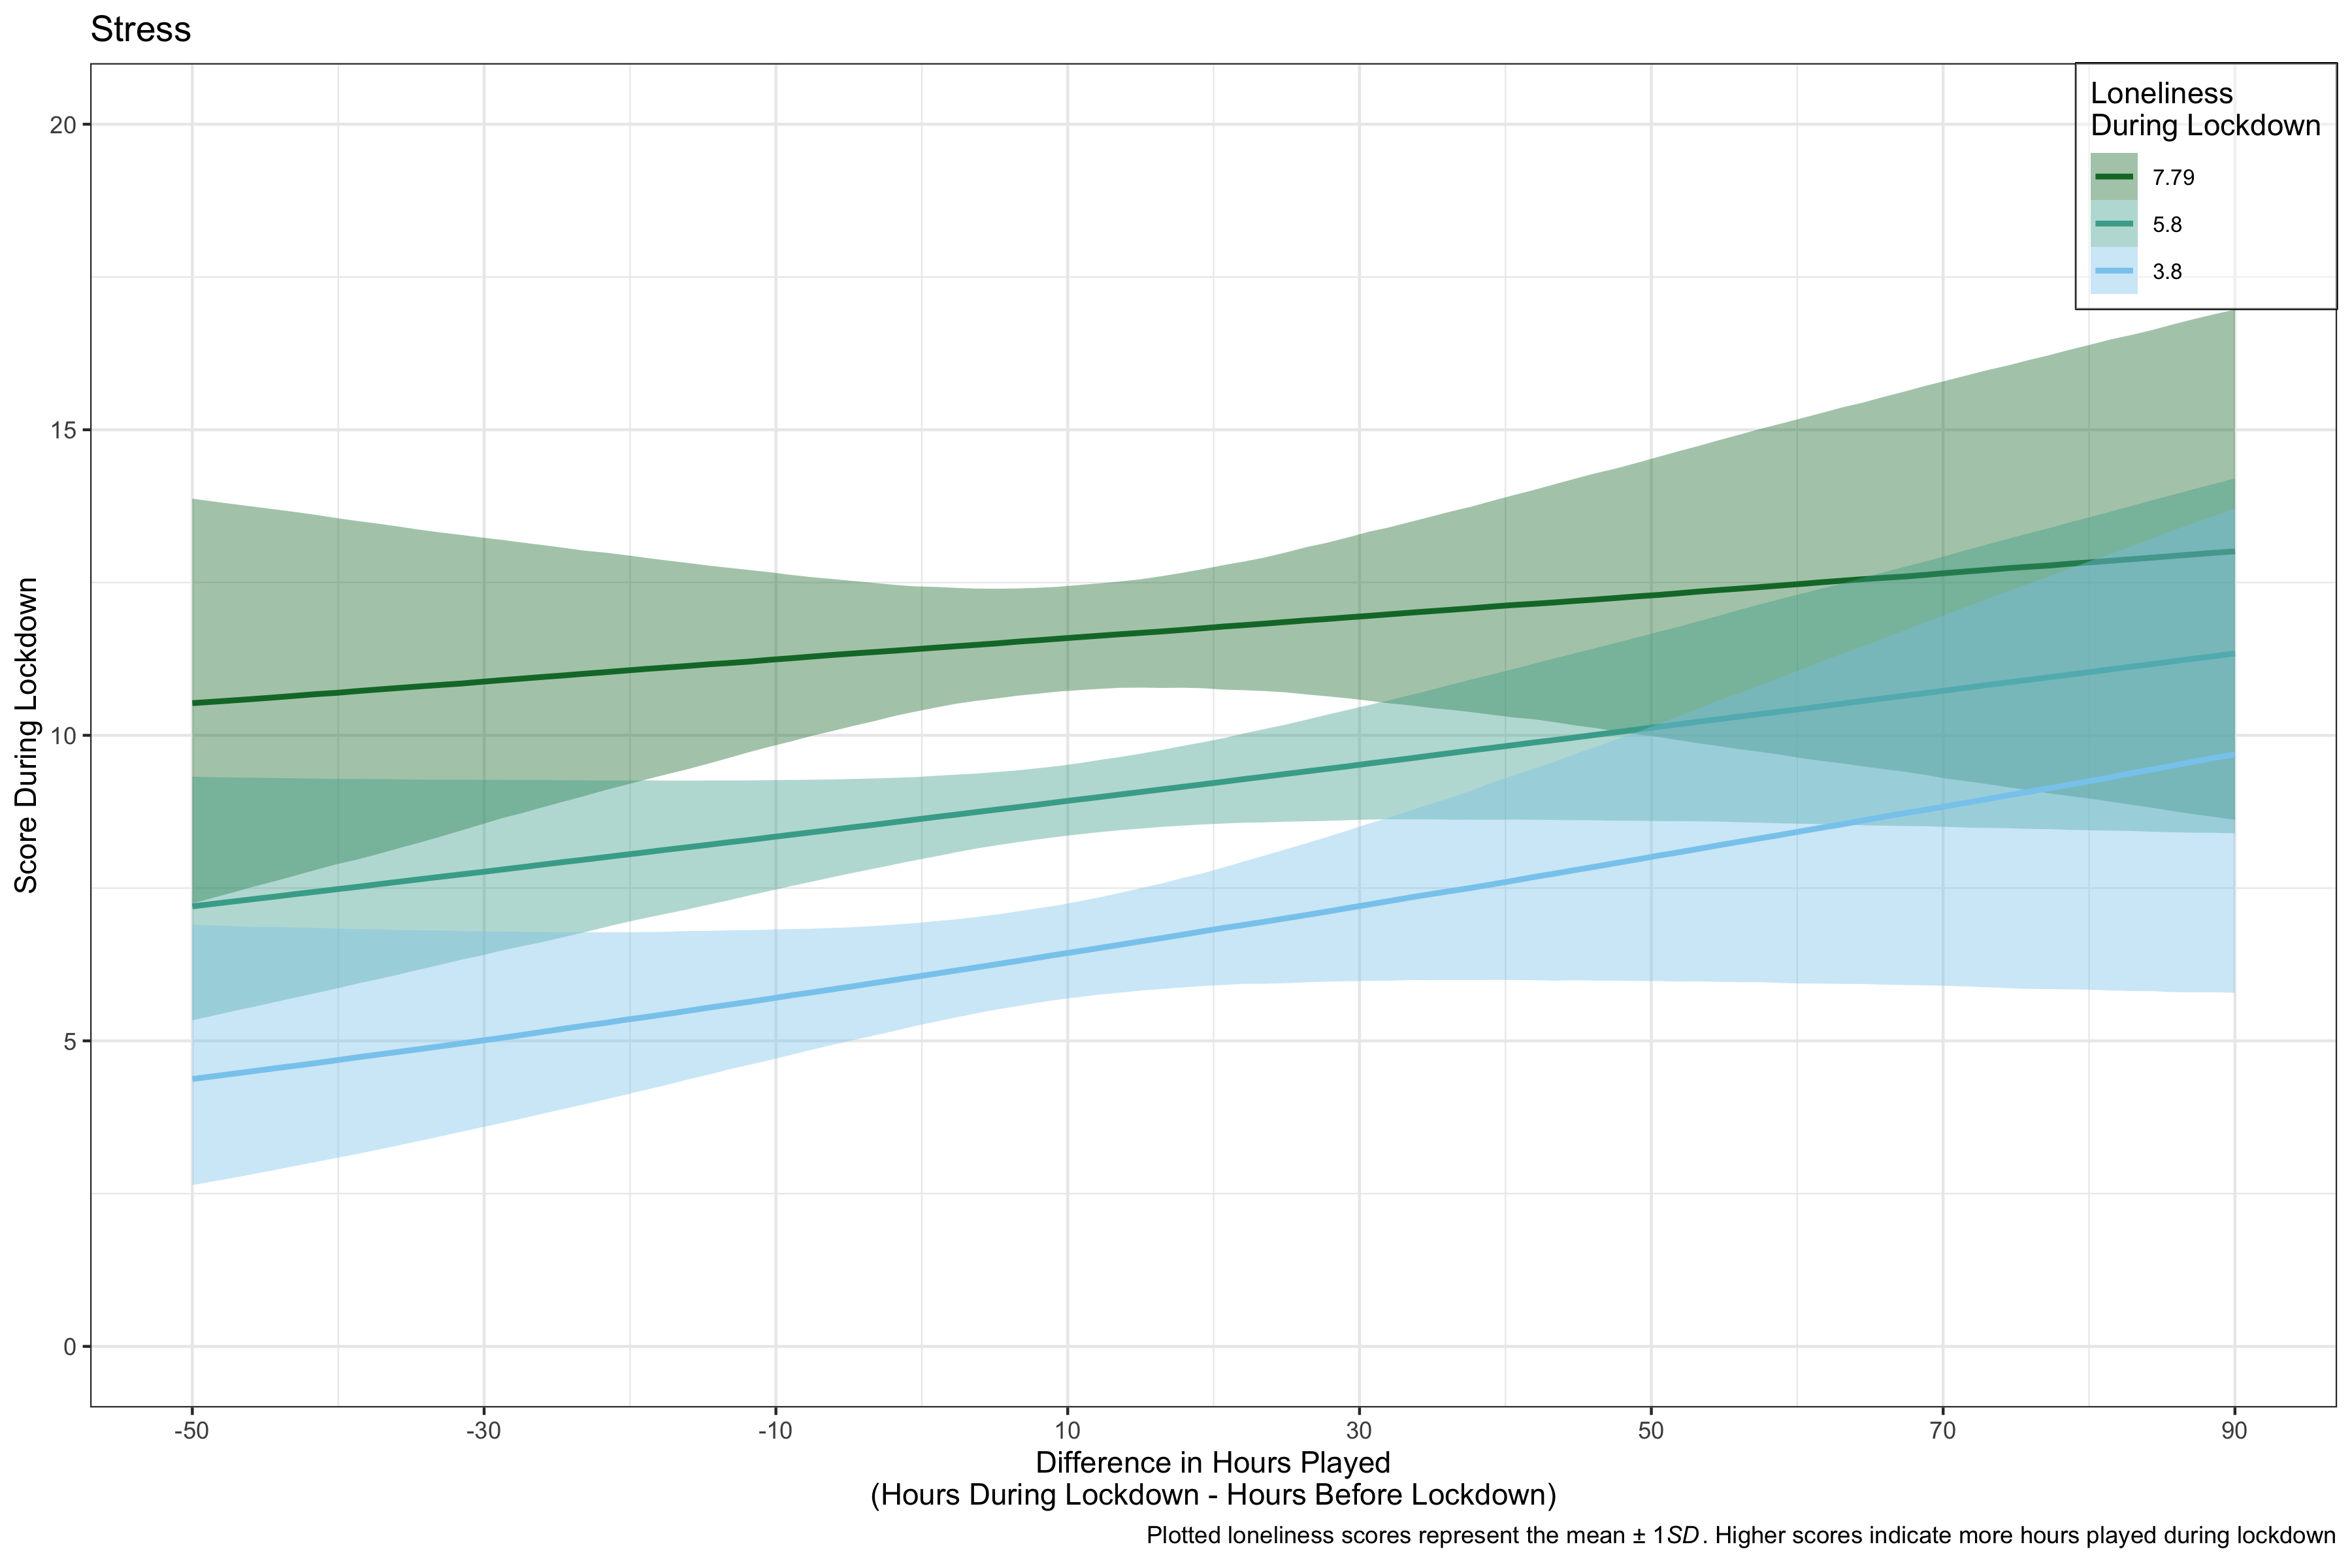 Stress
Loneliness
During Lockdown
7.79
5.8
3.8
Score During Lockdown
20
15
10
5
0
-50 -30 -10 10 30 50 70 90
Difference in Hours Played
(Hours During Lockdown - Hours Before Lockdown)
Plotted loneliness scores represent the mean ± 1SD. Higher scores indicate more hours played during lockdown